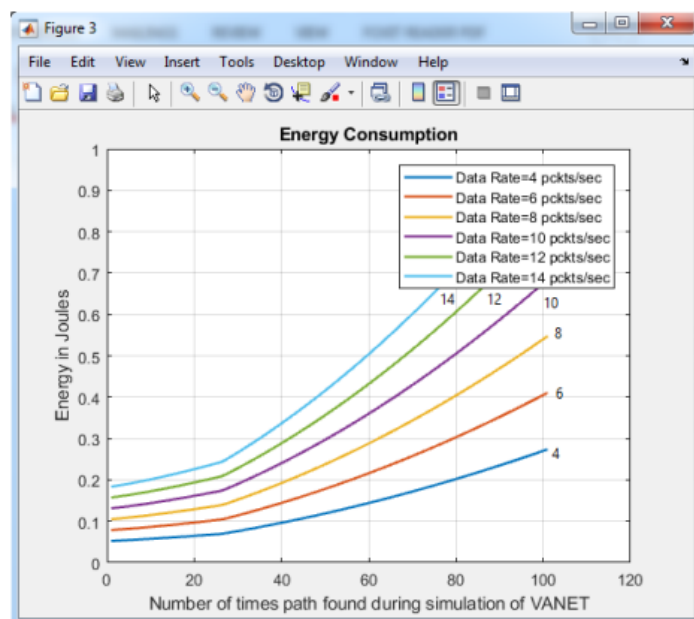 Figure 3
File Edit View Insert Tools Desktop Window Help
Energy Consumption
1
0.9
0.8
0.7
0.6
0.5
0.4
0.3
0.2
0.1
0
Energy in Joules
Data Rate=4 pckts/sec
Data Rate=6 pckts/sec
Data Rate=8 pckts/sec
Data Rate=10 pckts/sec
Data Rate=12 pckts/sec
Data Rate=14 pckts/sec
14 12 10
8
6
4
0 20 40 60 80 100 120
Number of times path found during simulation of VANET